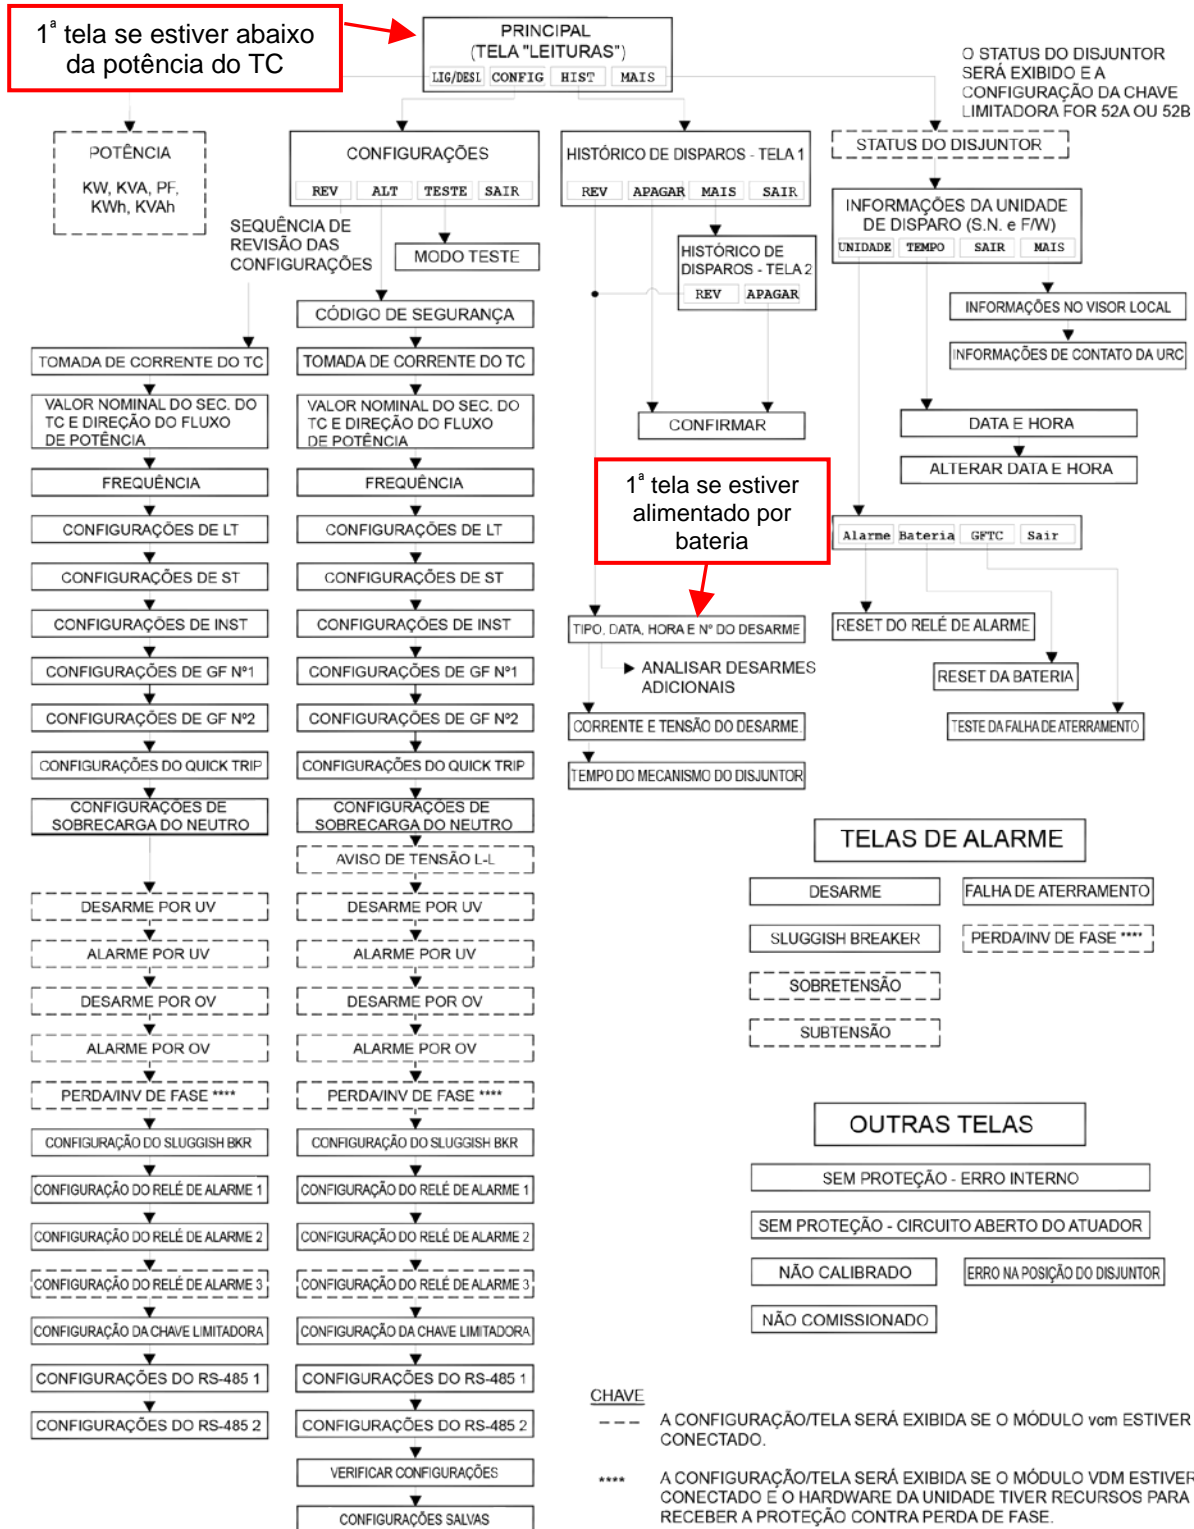 1ª tela se estiver abaixo
da potência do TC
PRINCIPAL
(TELA "LEITURAS")
LIG/DESL CONFIG HIST MAIS
O STATUS DO DISJUNTOR
SERÁ EXIBIDO E A
CONFIGURAÇÃO DA CHAVE
LIMITADORA FOR 52A OU 52B
POTÊNCIA
KW, KVA, PF,
KWh, KVAh
CONFIGURAÇÕES
REV ALT TESTE SAIR
HISTÓRICO DE DISPAROS - TELA 1
REV APAGAR MAIS SAIR
STATUS DO DISJUNTOR
INFORMAÇÕES DA UNIDADE
DE DISPARO (S.N. e F/W)
UNIDADE TEMPO SAIR MAIS
SEQUÊNCIA DE
REVISÃO DAS
CONFIGURAÇÕES
MODO TESTE
HISTÓRICO DE
DISPAROS - TELA 2
REV APAGAR
INFORMAÇÕES NO VISOR LOCAL
INFORMAÇÕES DE CONTATO DA URC
CONFIRMAR
DATA E HORA
ALTERAR DATA E HORA
1ª tela se estiver
alimentado por
bateria
Alarme Bateria GFTC Sair
TIPO, DATA, HORA E Nº DO DESARME
ANALISAR DESARMES
ADICIONAIS
CORRENTE E TENSÃO DO DESARME.
TEMPO DO MECANISMO DO DISJUNTOR
RESET DO RELÉ DE ALARME
RESET DA BATERIA
TESTE DA FALHA DE ATERRAMENTO
TOMADA DE CORRENTE DO TC
VALOR NOMINAL DO SEC. DO
TC E DIREÇÃO DO FLUXO
DE POTÊNCIA
FREQUÊNCIA
CONFIGURAÇÕES DE LT
CONFIGURAÇÕES DE ST
CONFIGURAÇÕES DE INST
CONFIGURAÇÕES DE GF Nº1
CONFIGURAÇÕES DE GF Nº2
CONFIGURAÇÕES DO QUICK TRIP
CONFIGURAÇÕES DE
SOBRECARGA DO NEUTRO
DESARME POR UV
ALARME POR UV
DESARME POR OV
ALARME POR OV
PERDA/INV DE FASE ****
CONFIGURAÇÃO DO SLUGGISH BKR
CONFIGURAÇÃO DO RELÉ DE ALARME 1
CONFIGURAÇÃO DO RELÉ DE ALARME 2
CONFIGURAÇÃO DO RELÉ DE ALARME 3
CONFIGURAÇÃO DA CHAVE LIMITADORA
CONFIGURAÇÕES DO RS-485 1
CONFIGURAÇÕES DO RS-485 2
CÓDIGO DE SEGURANÇA
TOMADA DE CORRENTE DO TC
VALOR NOMINAL DO SEC. DO
TC E DIREÇÃO DO FLUXO
DE POTÊNCIA
FREQUÊNCIA
CONFIGURAÇÕES DE LT
CONFIGURAÇÕES DE ST
CONFIGURAÇÕES DE INST
CONFIGURAÇÕES DE GF Nº1
CONFIGURAÇÕES DE GF Nº2
CONFIGURAÇÕES DO QUICK TRIP
CONFIGURAÇÕES DE
SOBRECARGA DO NEUTRO
AVISO DE TENSÃO L-L
DESARME POR UV
ALARME POR UV
DESARME POR OV
ALARME POR OV
PERDA/INV DE FASE ****
CONFIGURAÇÃO DO SLUGGISH BKR
CONFIGURAÇÃO DO RELÉ DE ALARME 1
CONFIGURAÇÃO DO RELÉ DE ALARME 2
CONFIGURAÇÃO DO RELÉ DE ALARME 3
CONFIGURAÇÃO DA CHAVE LIMITADORA
CONFIGURAÇÕES DO RS-485 1
CONFIGURAÇÕES DO RS-485 2
VERIFICAR CONFIGURAÇÕES
CONFIGURAÇÕES SALVAS
TELAS DE ALARME
DESARME FALHA DE ATERRAMENTO
SLUGGISH BREAKER PERDA/INV DE FASE ****
SOBRETENSÃO
SUBTENSÃO
OUTRAS TELAS
SEM PROTEÇÃO - ERRO INTERNO
SEM PROTEÇÃO - CIRCUITO ABERTO DO ATUADOR
NÃO CALIBRADO ERRO NA POSIÇÃO DO DISJUNTOR
NÃO COMISSIONADO
CHAVE
--- A CONFIGURAÇÃO/TELA SERÁ EXIBIDA SE O MÓDULO vcm ESTIVER
CONECTADO.
**** A CONFIGURAÇÃO/TELA SERÁ EXIBIDA SE O MÓDULO VDM ESTIVER
CONECTADO E O HARDWARE DA UNIDADE TIVER RECURSOS PARA
RECEBER A PROTEÇÃO CONTRA PERDA DE FASE.